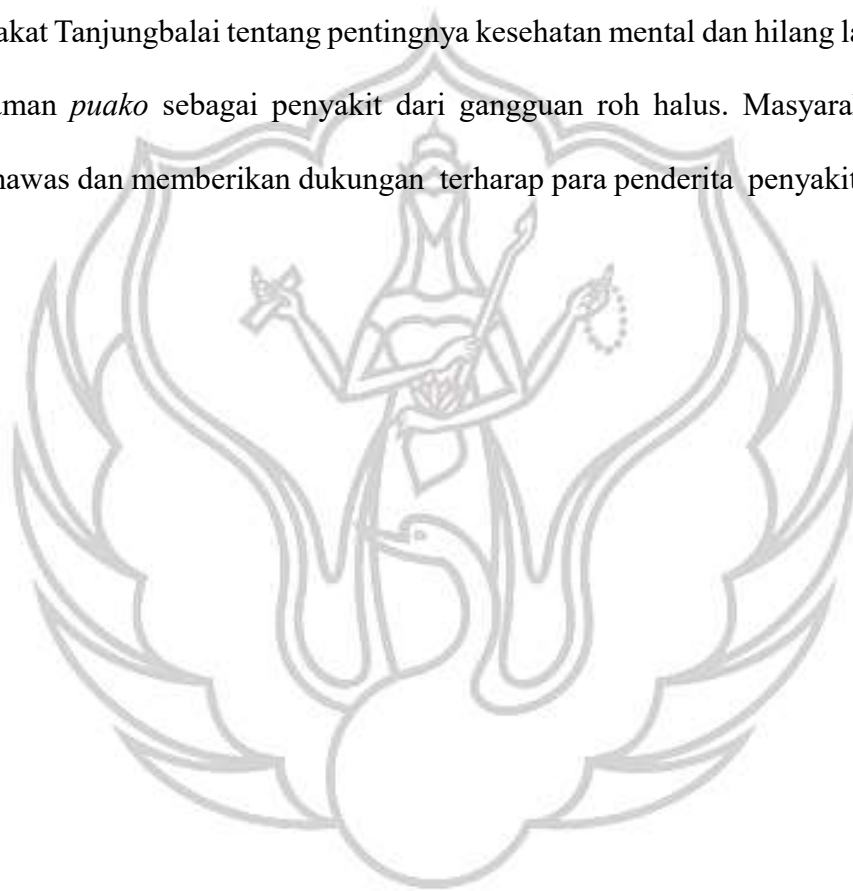 akat Tanjungbalai tentang pentingnya kesehatan mental dan hilang la
aman puako sebagai penyakit dari gangguan roh halus. Masyara
nawas dan memberikan dukungan terharap para penderita penyakit